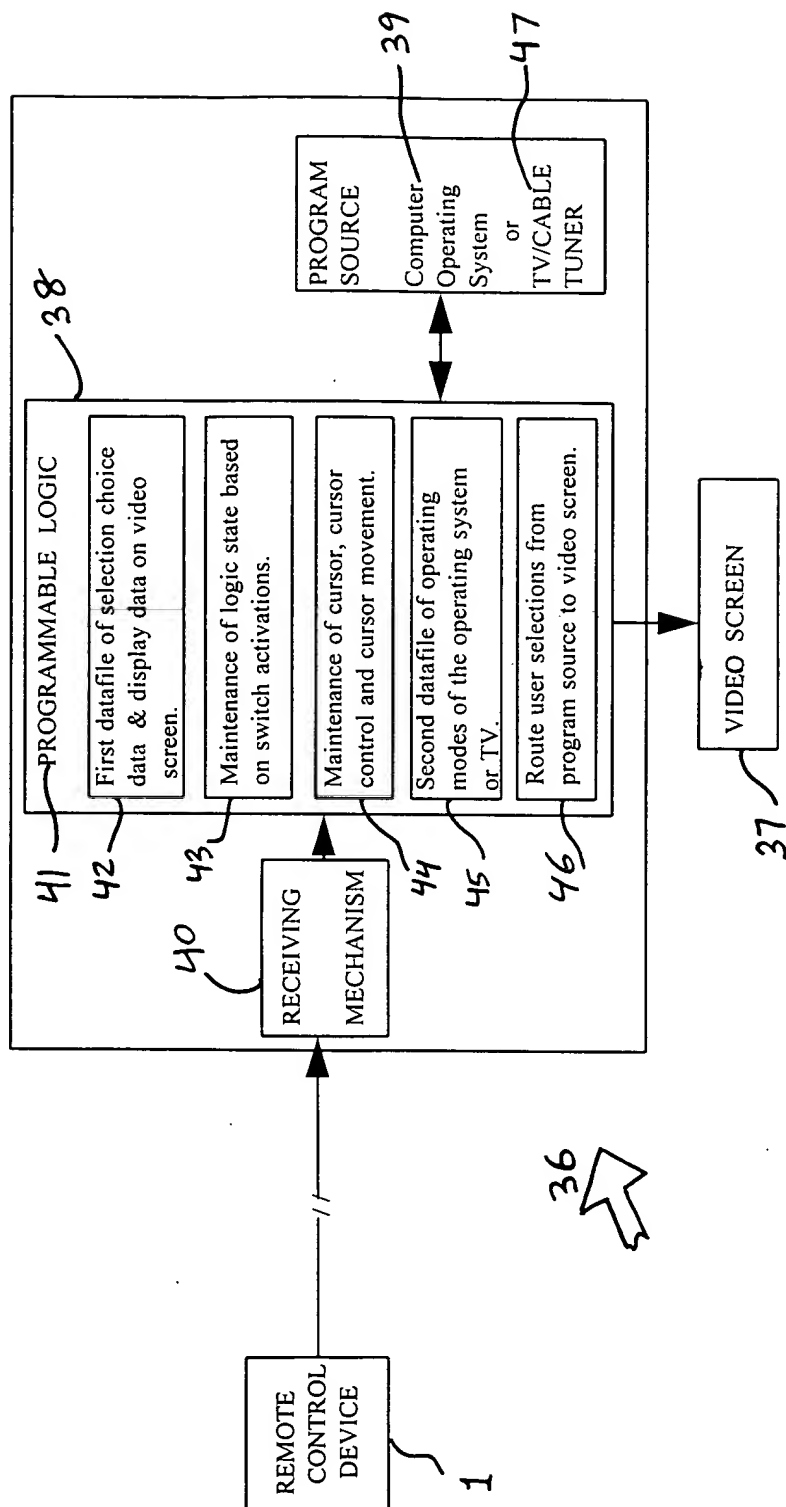 REMOTE
CONTROL
DEVICE
1
36
RECEIVING
MECHANISM
40
38
PROGRAMMABLE LOGIC
41
First datafile of selection choice
data & display data on video
screen.
42
Maintenance of logic state based
on switch activations.
43
Maintenance of cursor, cursor
control and cursor movement.
44
Second datafile of operating
modes of the operating system
or TV.
45
Route user selections from
program source to video screen.
46
PROGRAM
SOURCE
Computer
Operating
System
or
TV/CABLE
TUNER
39
47
VIDEO SCREEN
37